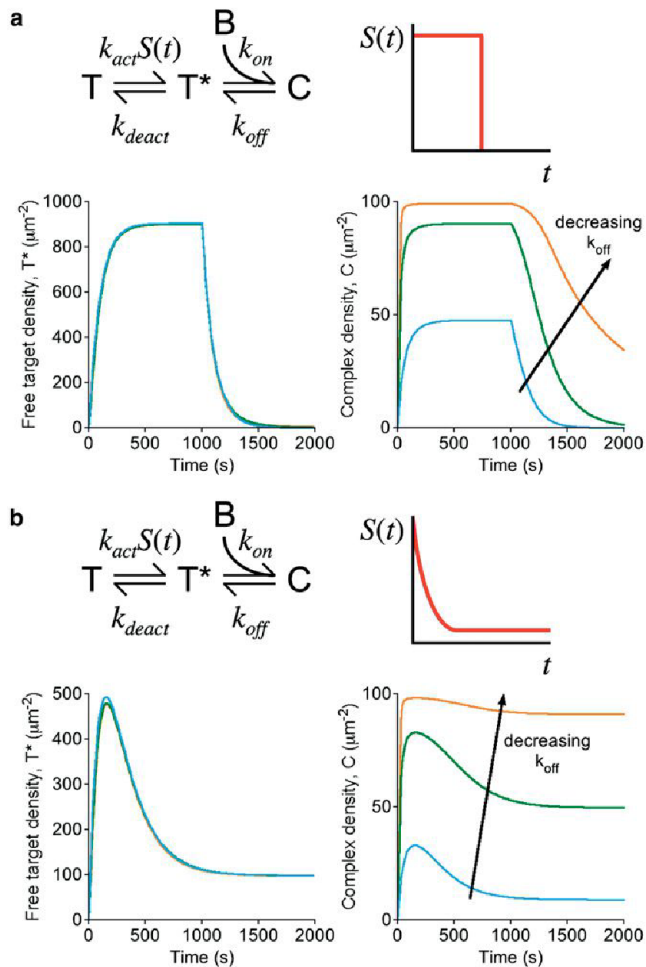 a
B
k_act S(t) k_on
T T* C
k_deact k_off
S(t)
t
Free target density, T* (μm⁻²)
1000
800
600
400
200
0
0 500 1000 1500 2000
Time (s)
Complex density, C (μm⁻²)
100
50
0
decreasing
k_off
0 500 1000 1500 2000
Time (s)
b
B
k_act S(t) k_on
T T* C
k_deact k_off
S(t)
t
Free target density, T* (μm⁻²)
500
400
300
200
100
0
0 500 1000 1500 2000
Time (s)
Complex density, C (μm⁻²)
100
50
0
decreasing
k_off
0 500 1000 1500 2000
Time (s)